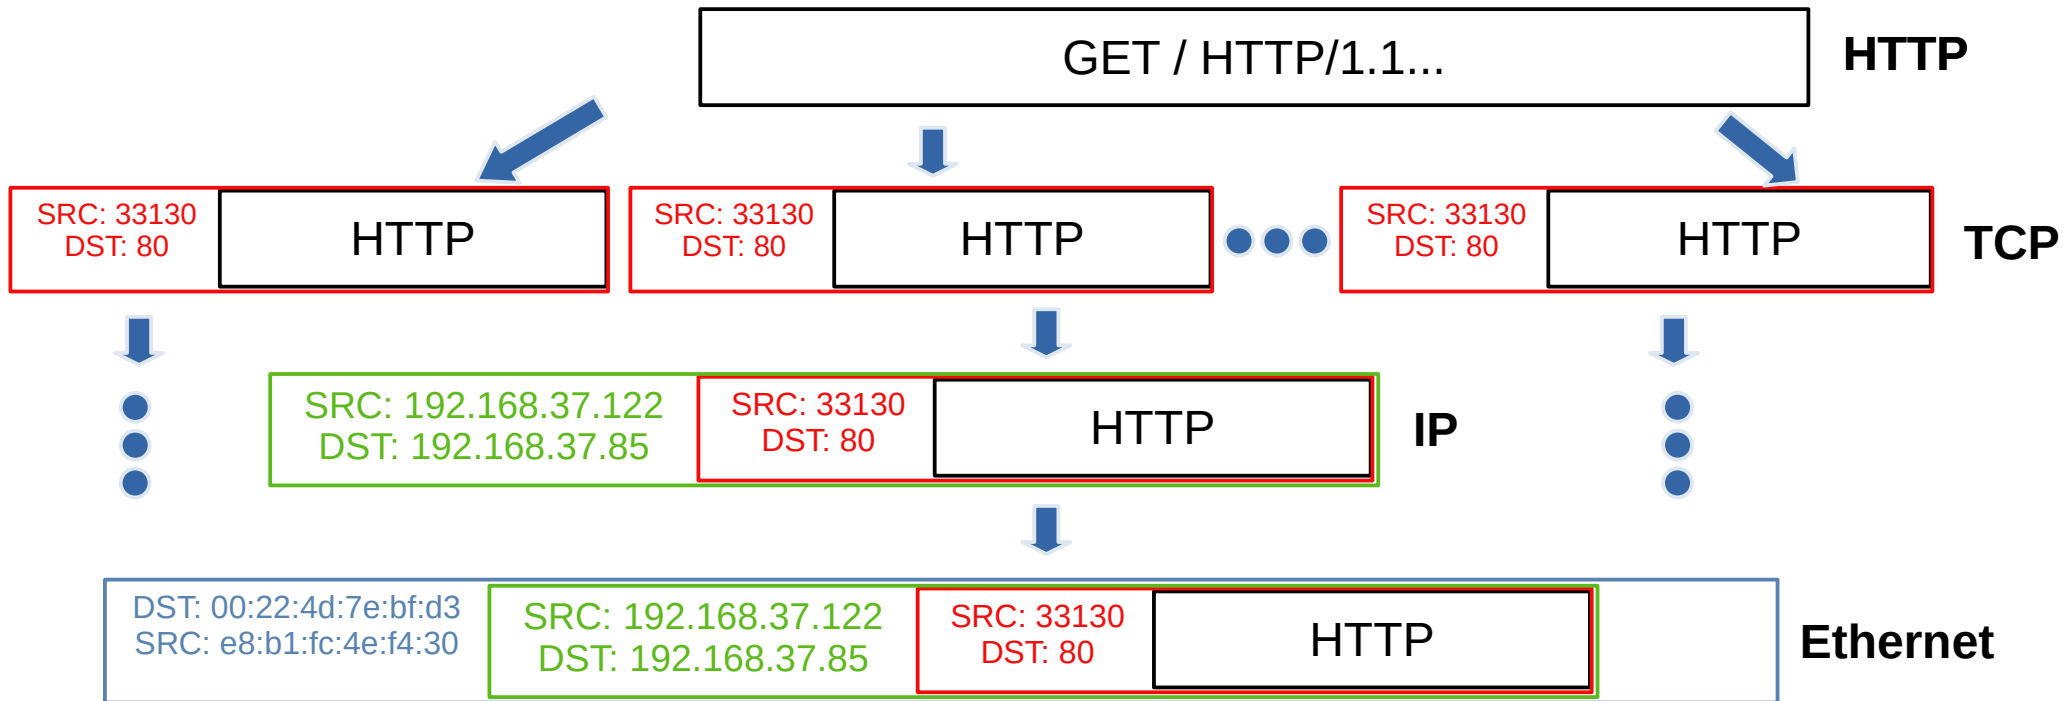 GET / HTTP/1.1...
HTTP
SRC: 33130
DST: 80
HTTP
SRC: 33130
DST: 80
HTTP
SRC: 33130
DST: 80
HTTP
TCP
SRC: 192.168.37.122
DST: 192.168.37.85
SRC: 33130
DST: 80
HTTP
IP
DST: 00:22:4d:7e:bf:d3
SRC: e8:b1:fc:4e:f4:30
SRC: 192.168.37.122
DST: 192.168.37.85
SRC: 33130
DST: 80
HTTP
Ethernet